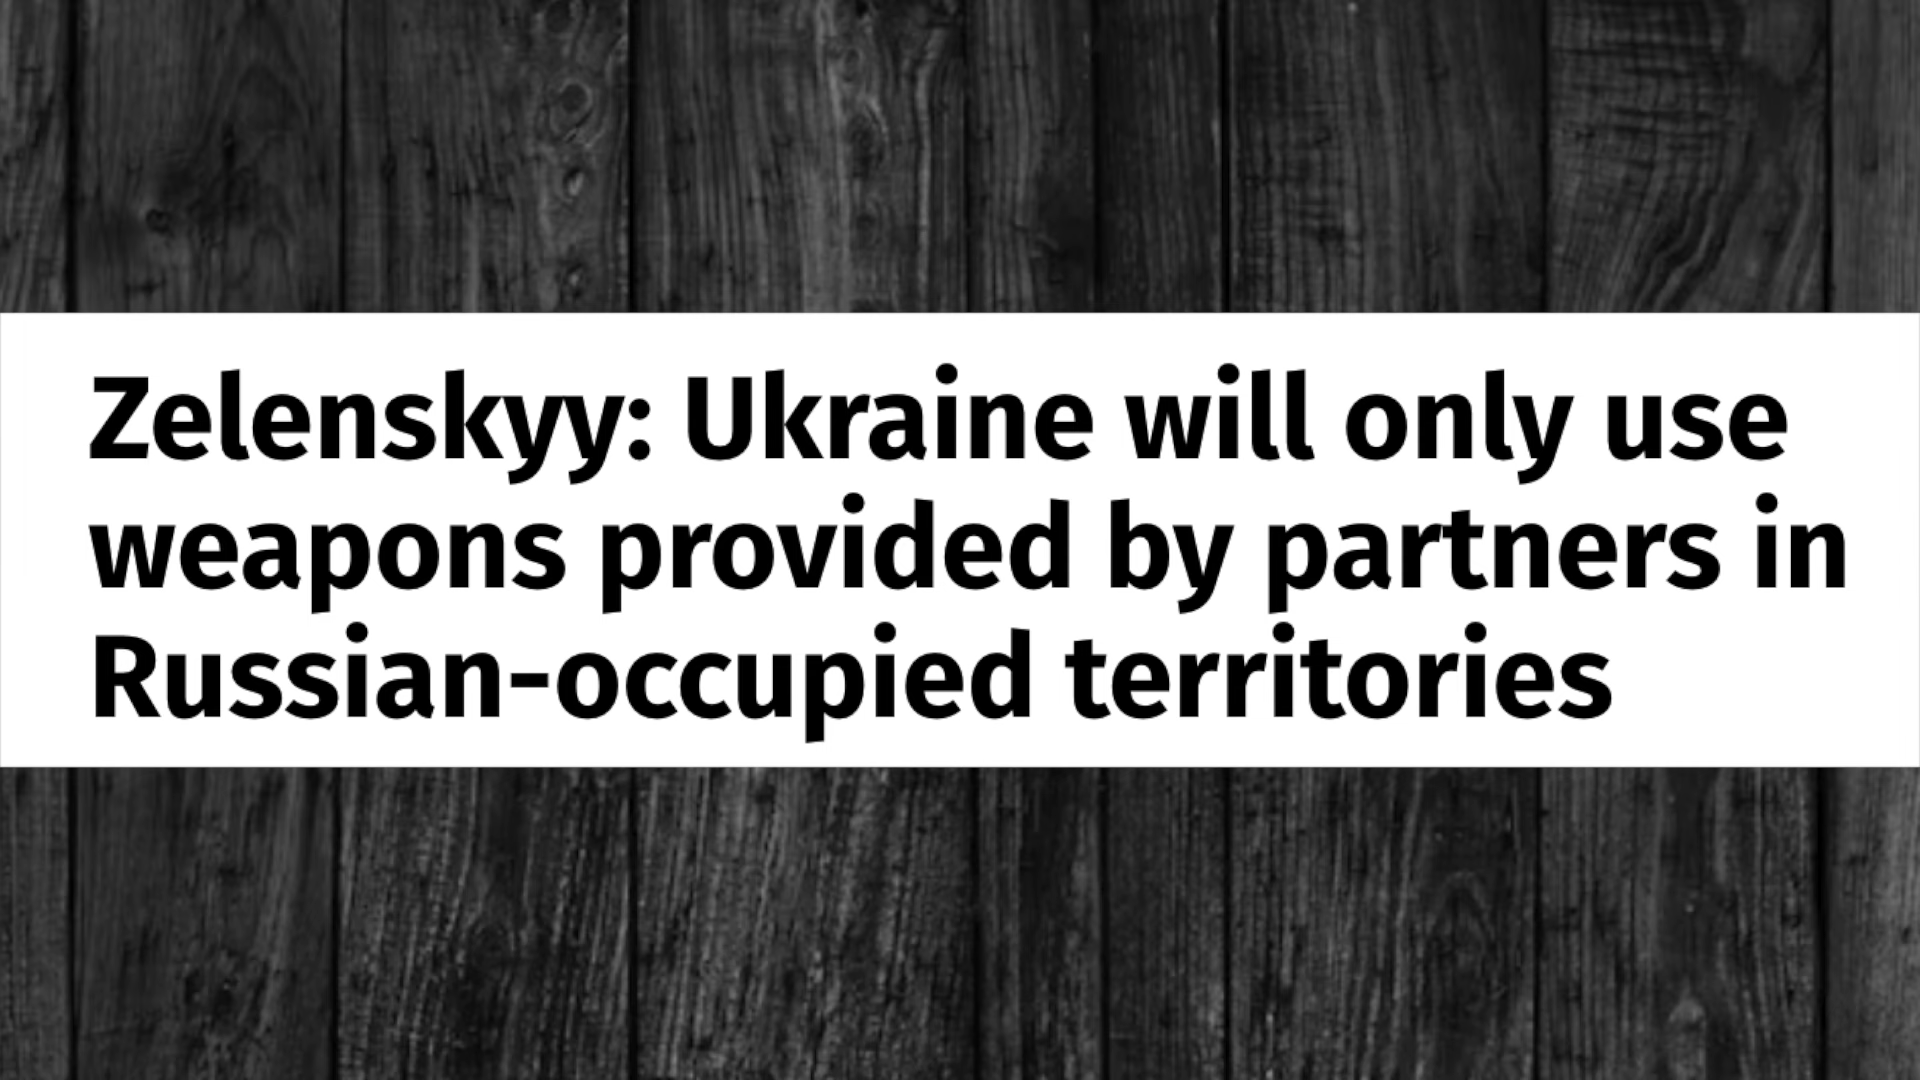 Zelenskyy: Ukraine will only use
weapons provided by partners in
Russian-occupied territories